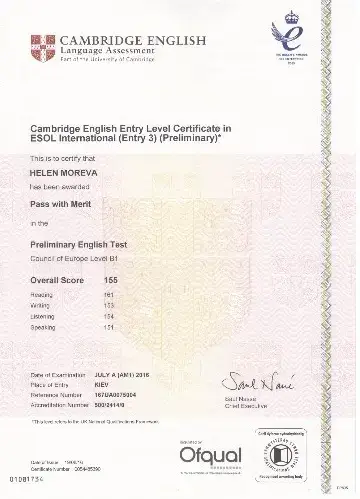 CAMBRIDGE ENGLISH
Language Assessment
Part of the University of Cambridge
Cambridge English Entry Level Certificate in
ESOL International (Entry 3) (Preliminary)*
This is to certify that
HELEN MOREVA
has been awarded
Pass with Merit
in the
Preliminary English Test
Council of Europe Level B1
Overall Score 155
Reading 161
Writing 153
Listening 154
Speaking 151
Date of Examination JULY A (AM1) 2016
Place of Entry KIEV
Reference Number 167UA0075004
Accreditation Number 500/2414/0
Saul Nassé
Chief Executive
*This level refers to the UK National Qualifications Framework
Date of Issue
Certificate Number
01081734
Regulated by
Ofqual